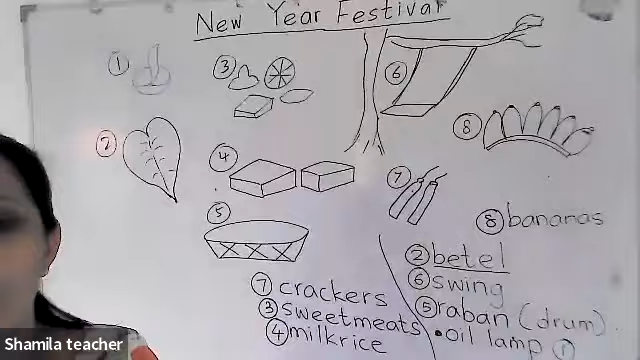 New Year Festival
①
③
⑥
②
⑧
④
⑦
⑤
⑧ bananas
② betel
⑥ swing
⑦ crackers
⑤ raban (drum)
③ sweetmeats
• oil lamp ①
④ milkrice
Shamila teacher